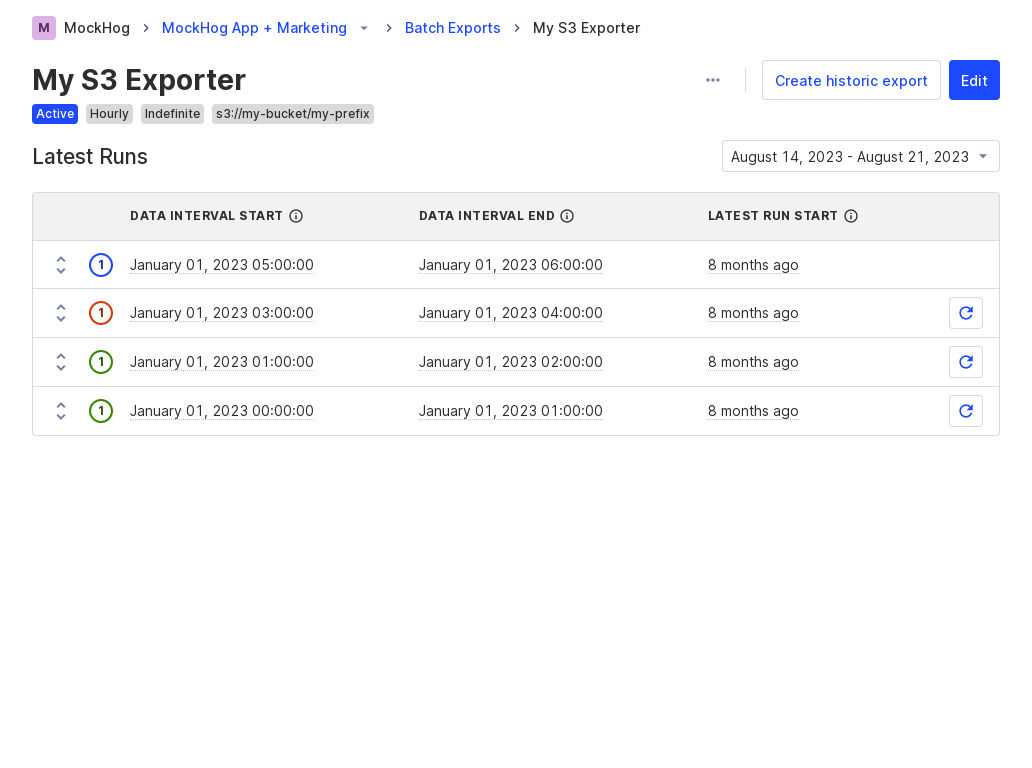 M MockHog MockHog App + Marketing Batch Exports My S3 Exporter
My S3 Exporter
Create historic export Edit
Active Hourly Indefinite s3://my-bucket/my-prefix
Latest Runs August 14, 2023 - August 21, 2023
DATA INTERVAL START DATA INTERVAL END LATEST RUN START
1 January 01, 2023 05:00:00 January 01, 2023 06:00:00 8 months ago
1 January 01, 2023 03:00:00 January 01, 2023 04:00:00 8 months ago
1 January 01, 2023 01:00:00 January 01, 2023 02:00:00 8 months ago
1 January 01, 2023 00:00:00 January 01, 2023 01:00:00 8 months ago